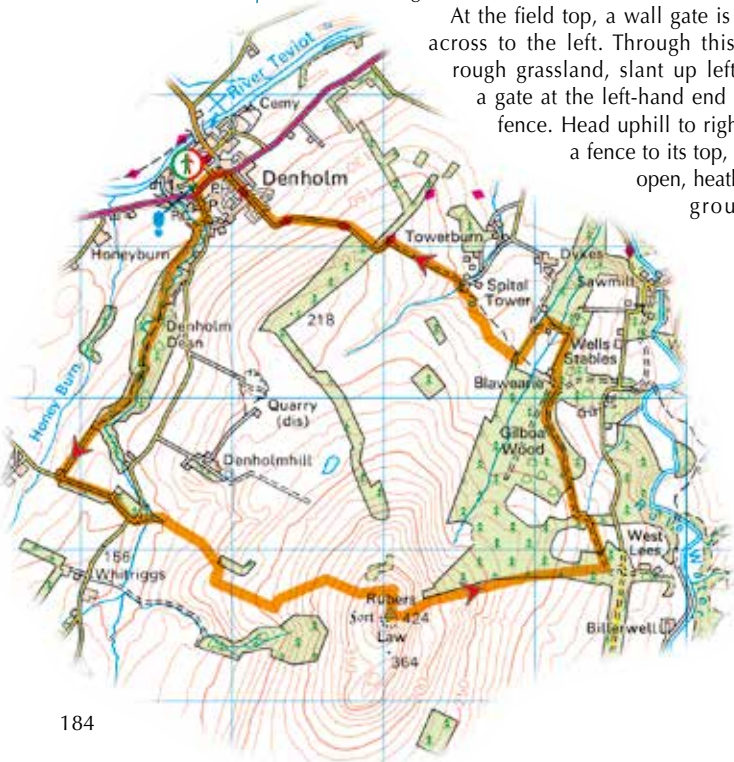 At the field top, a wall gate is
across to the left. Through this
rough grassland, slant up left
a gate at the left-hand end
fence. Head uphill to righ
a fence to its top,
open, heath
grou
River Teviot
Cemy
Denholm
Honeyburn
Towerburn
Dykes
Sawmill
Spital
Tower
218
Denholm
Dean
Wells
Stables
Blawearie
Honey Burn
Quarry
(dis)
Gilboa
Wood
Denholmhill
156
Whitriggs
West
Lees
Rubers
Law
424
Fort
Billerwell
364
184